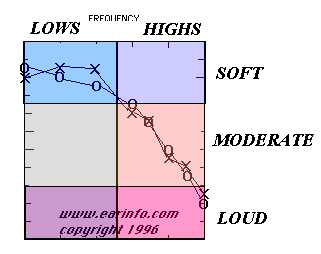 FREQUENCY
LOWS HIGHS
SOFT
MODERATE
LOUD
www.earinfo.com
copyright 1996